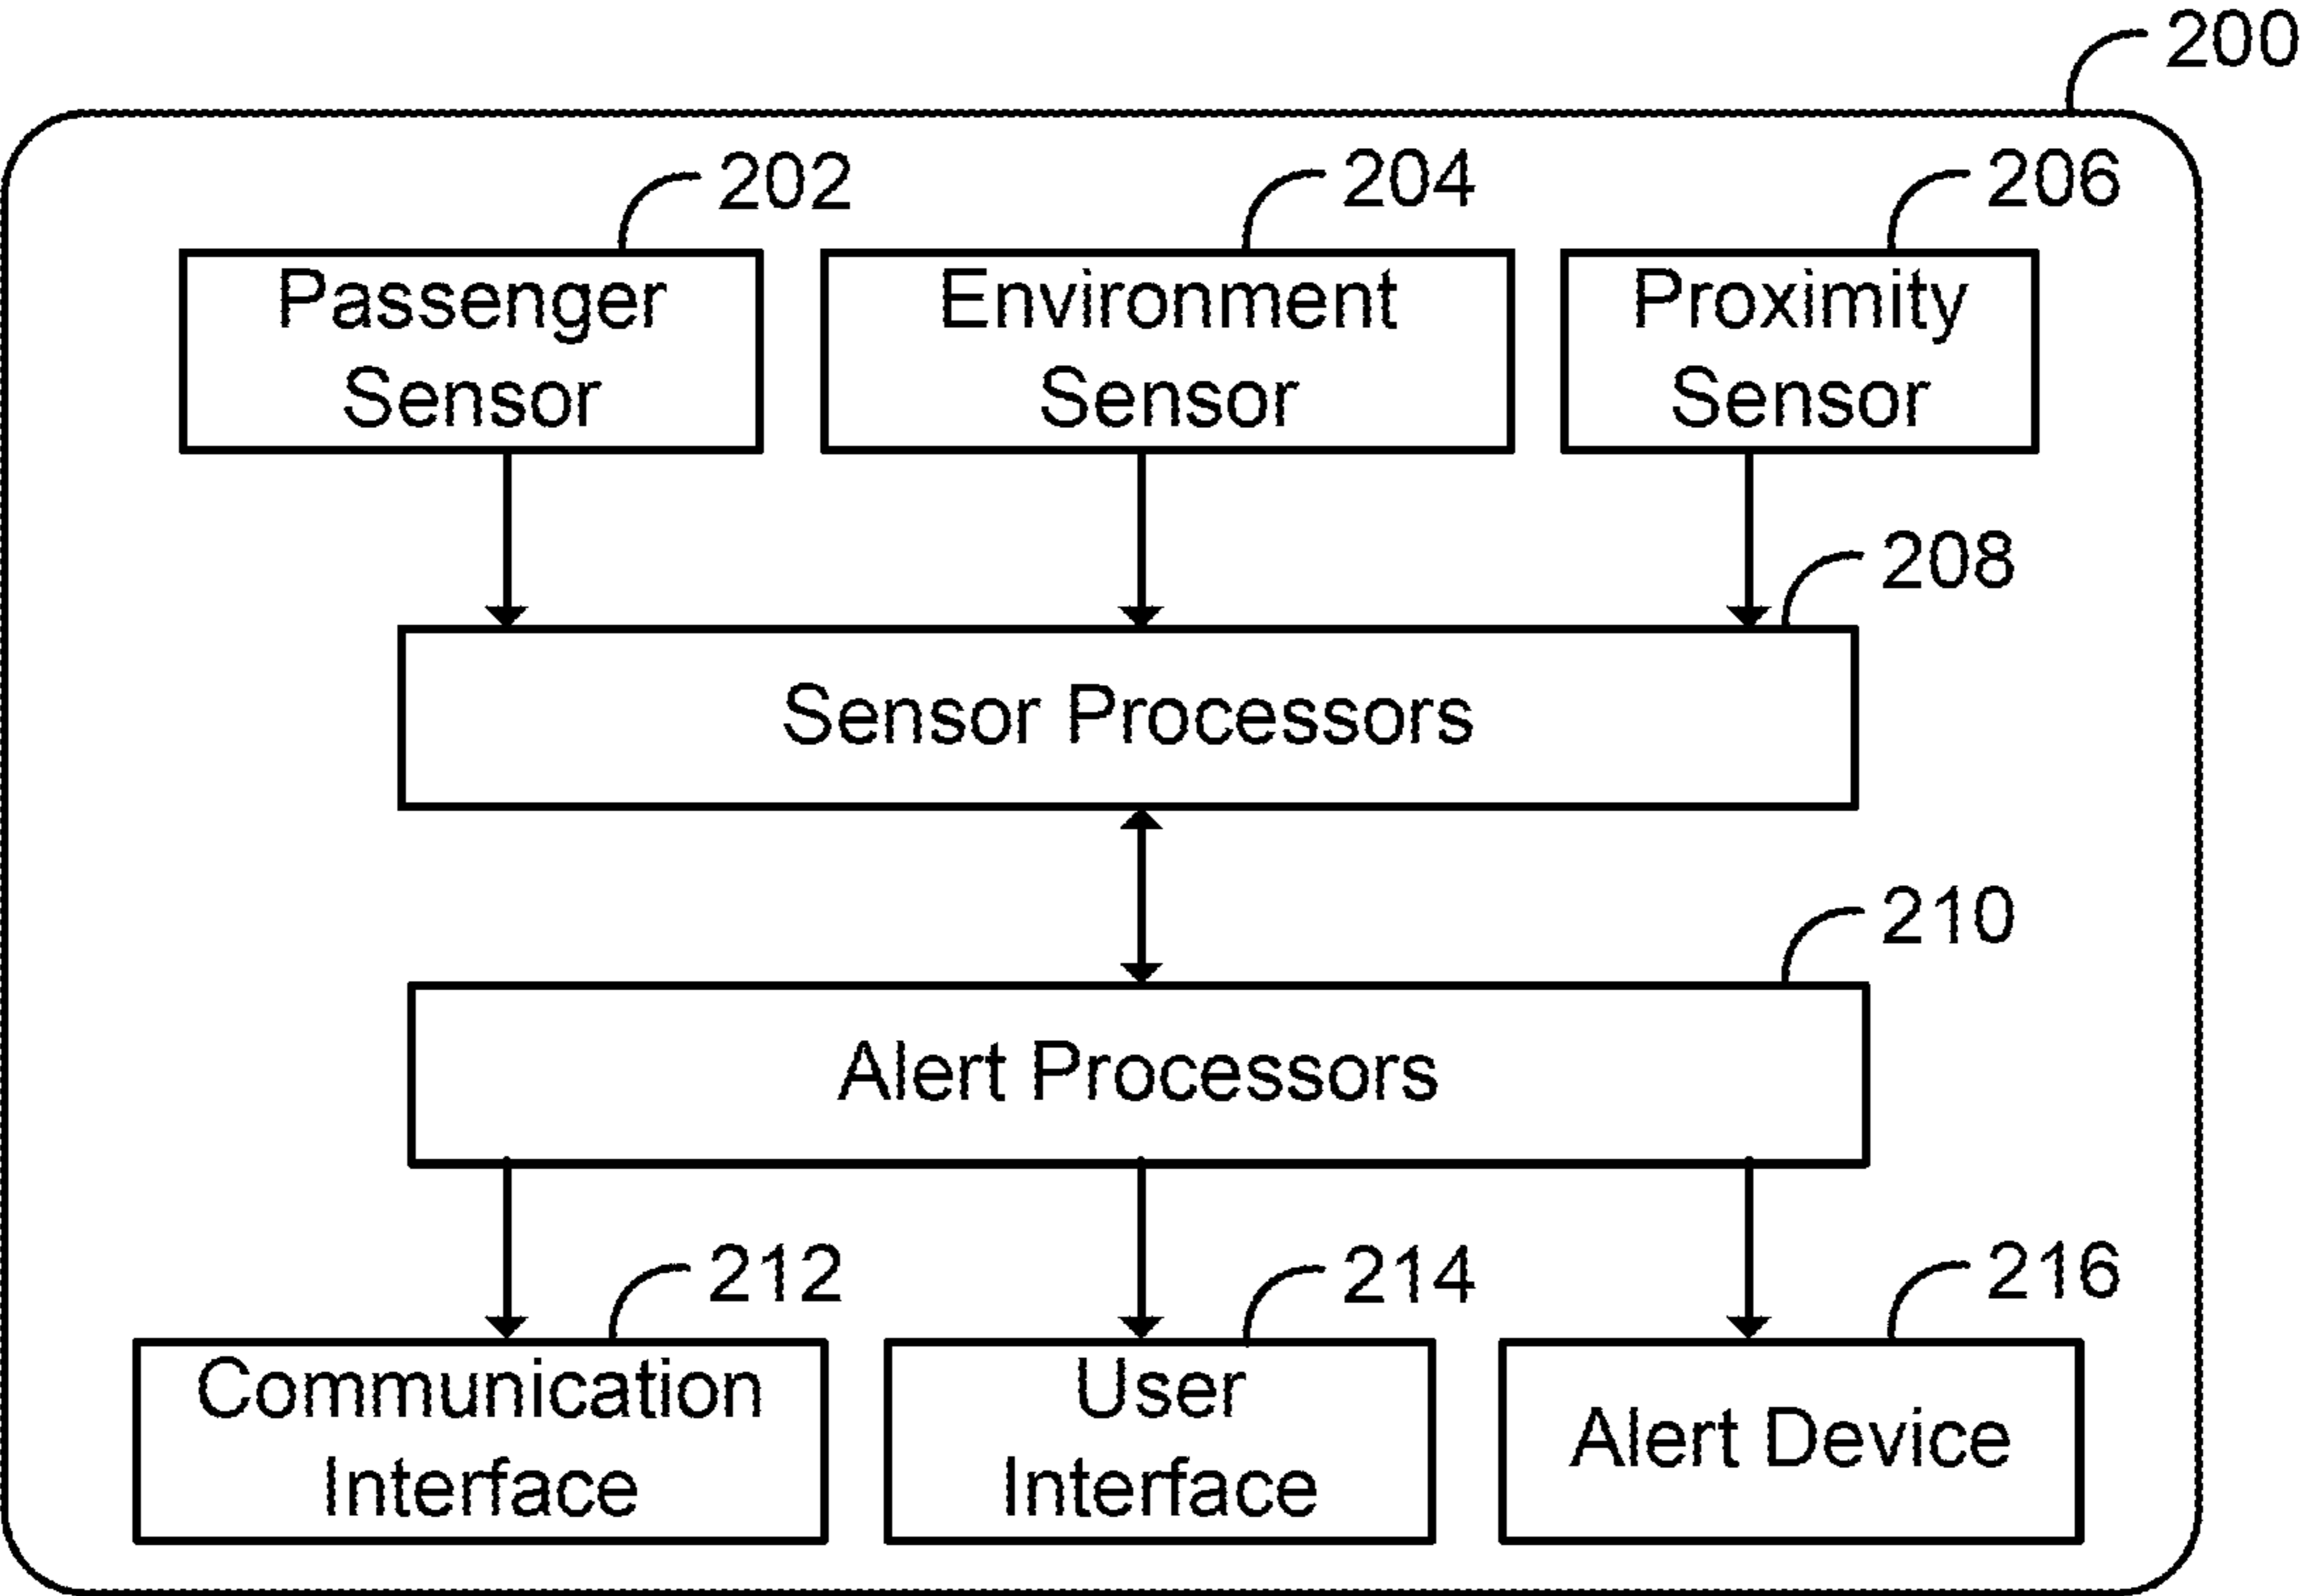 200
202
204
206
Passenger
Sensor
Environment
Sensor
Proximity
Sensor
208
Sensor Processors
210
Alert Processors
212
214
216
Communication
Interface
User
Interface
Alert Device